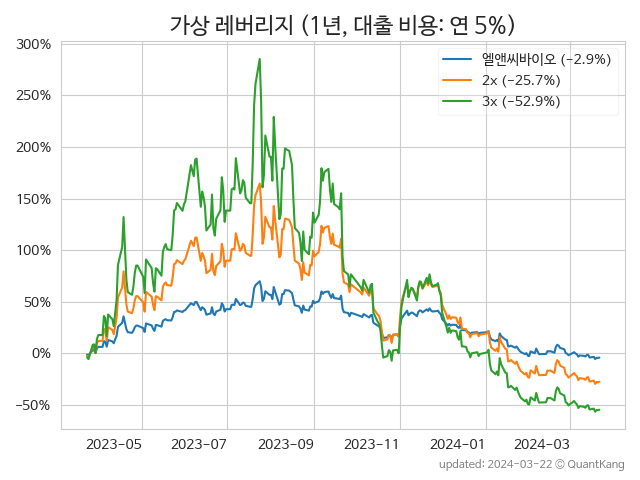 가상 레버리지 (1년, 대출 비용: 연 5%)
300%
250%
200%
150%
100%
50%
0%
−50%
엘앤씨바이오 (−2.9%)
2x (−25.7%)
3x (−52.9%)
2023-05
2023-07
2023-09
2023-11
2024-01
2024-03
updated: 2024-03-22 © QuantKang